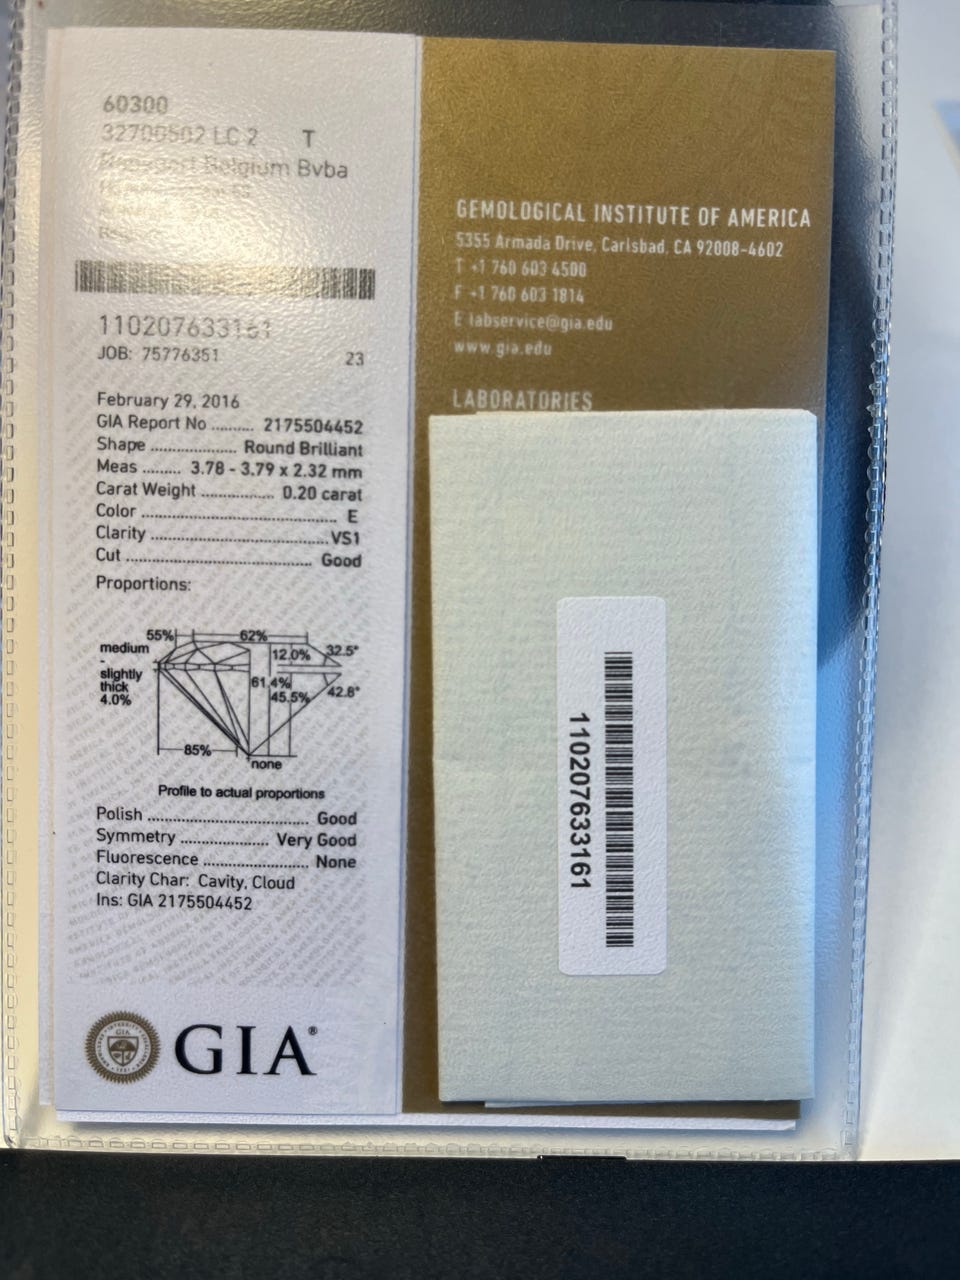 60300
32700502 LC 2 T
Belgium Bvba
110207633161
JOB: 75776351 23
February 29, 2016
GIA Report No .......... 2175504452
Shape .................... Round Brilliant
Meas ......... 3.78 - 3.79 x 2.32 mm
Carat Weight ................ 0.20 carat
Color ............................................ E
Clarity ........................................ VS1
Cut .......................................... Good
Proportions:
55% 62%
medium
-
slightly
thick
4.0%
12.0% 32.5°
61.4%
45.5% 42.8°
85%
none
Profile to actual proportions
Polish ..................................... Good
Symmetry .................... Very Good
Fluorescence ........................ None
Clarity Char: Cavity, Cloud
Ins: GIA 2175504452
GIA®
GEMOLOGICAL INSTITUTE OF AMERICA
5355 Armada Drive, Carlsbad, CA 92008-4602
T +1 760 603 4500
F +1 760 603 1814
E labservice@gia.edu
www.gia.edu
LABORATORIES
110207633161